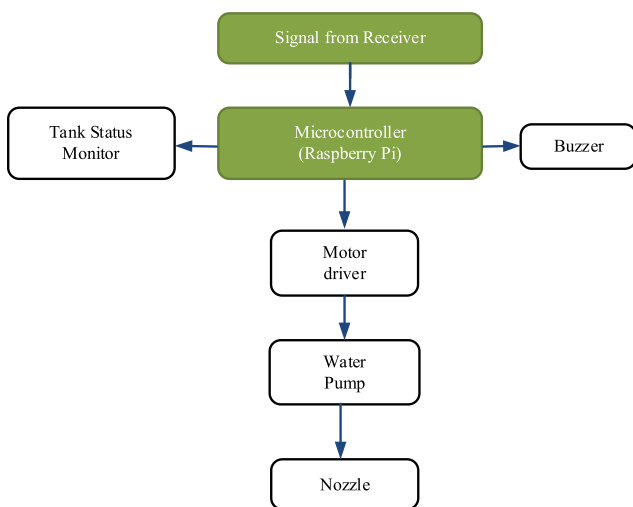 Signal from Receiver
Tank Status
Monitor
Microcontroller
(Raspberry Pi)
Buzzer
Motor
driver
Water
Pump
Nozzle